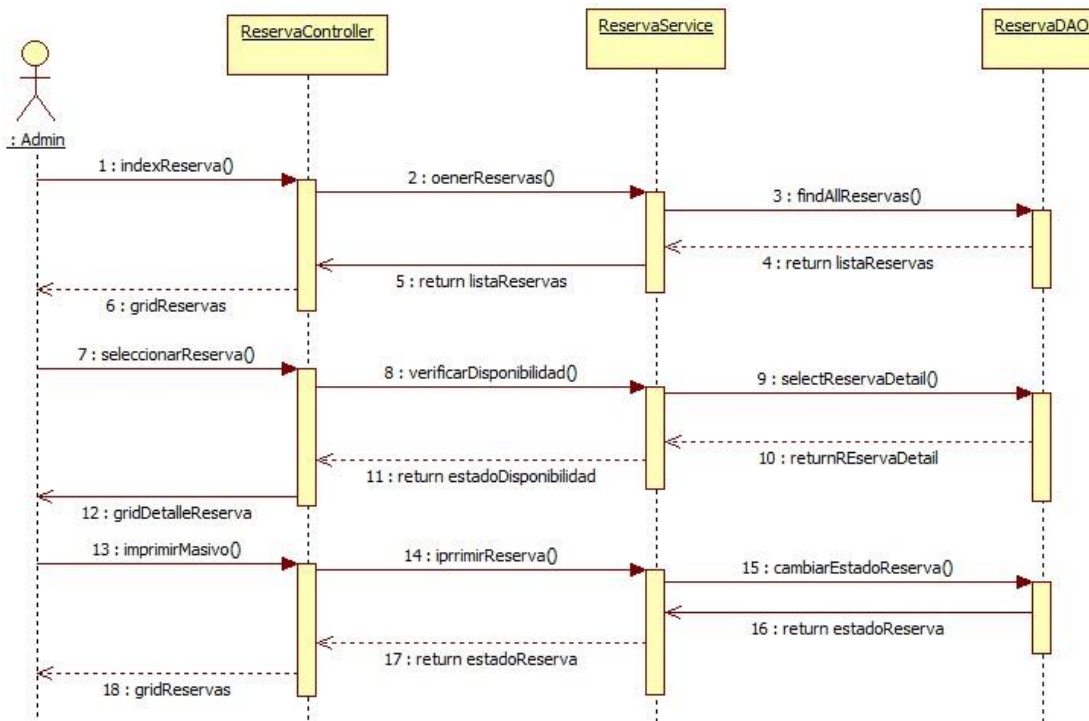 ReservaController
ReservaService
ReservaDAO
: Admin
1 : indexReserva()
2 : oenerReservas()
3 : findAllReservas()
4 : return listaReservas
5 : return listaReservas
6 : gridReservas
7 : seleccionarReserva()
8 : verificarDisponibilidad()
9 : selectReservaDetail()
10 : returnREservaDetail
11 : return estadoDisponibilidad
12 : gridDetalleReserva
13 : imprimirMasivo()
14 : iprrimirReserva()
15 : cambiarEstadoReserva()
16 : return estadoReserva
17 : return estadoReserva
18 : gridReservas